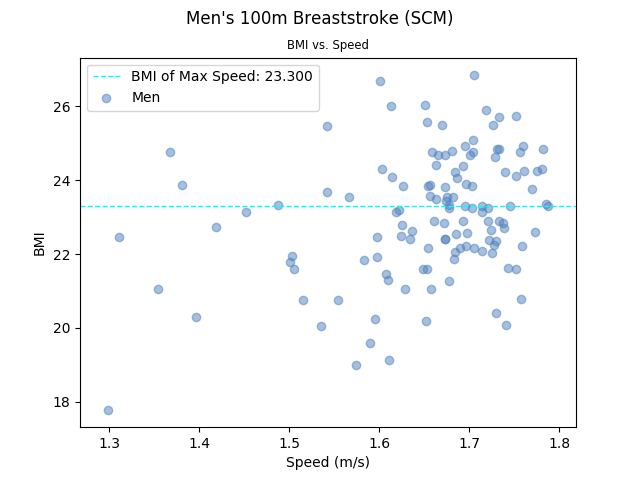 Men's 100m Breaststroke (SCM)
BMI vs. Speed
BMI of Max Speed: 23.300
Men
26
24
22
20
18
BMI
1.3 1.4 1.5 1.6 1.7 1.8
Speed (m/s)